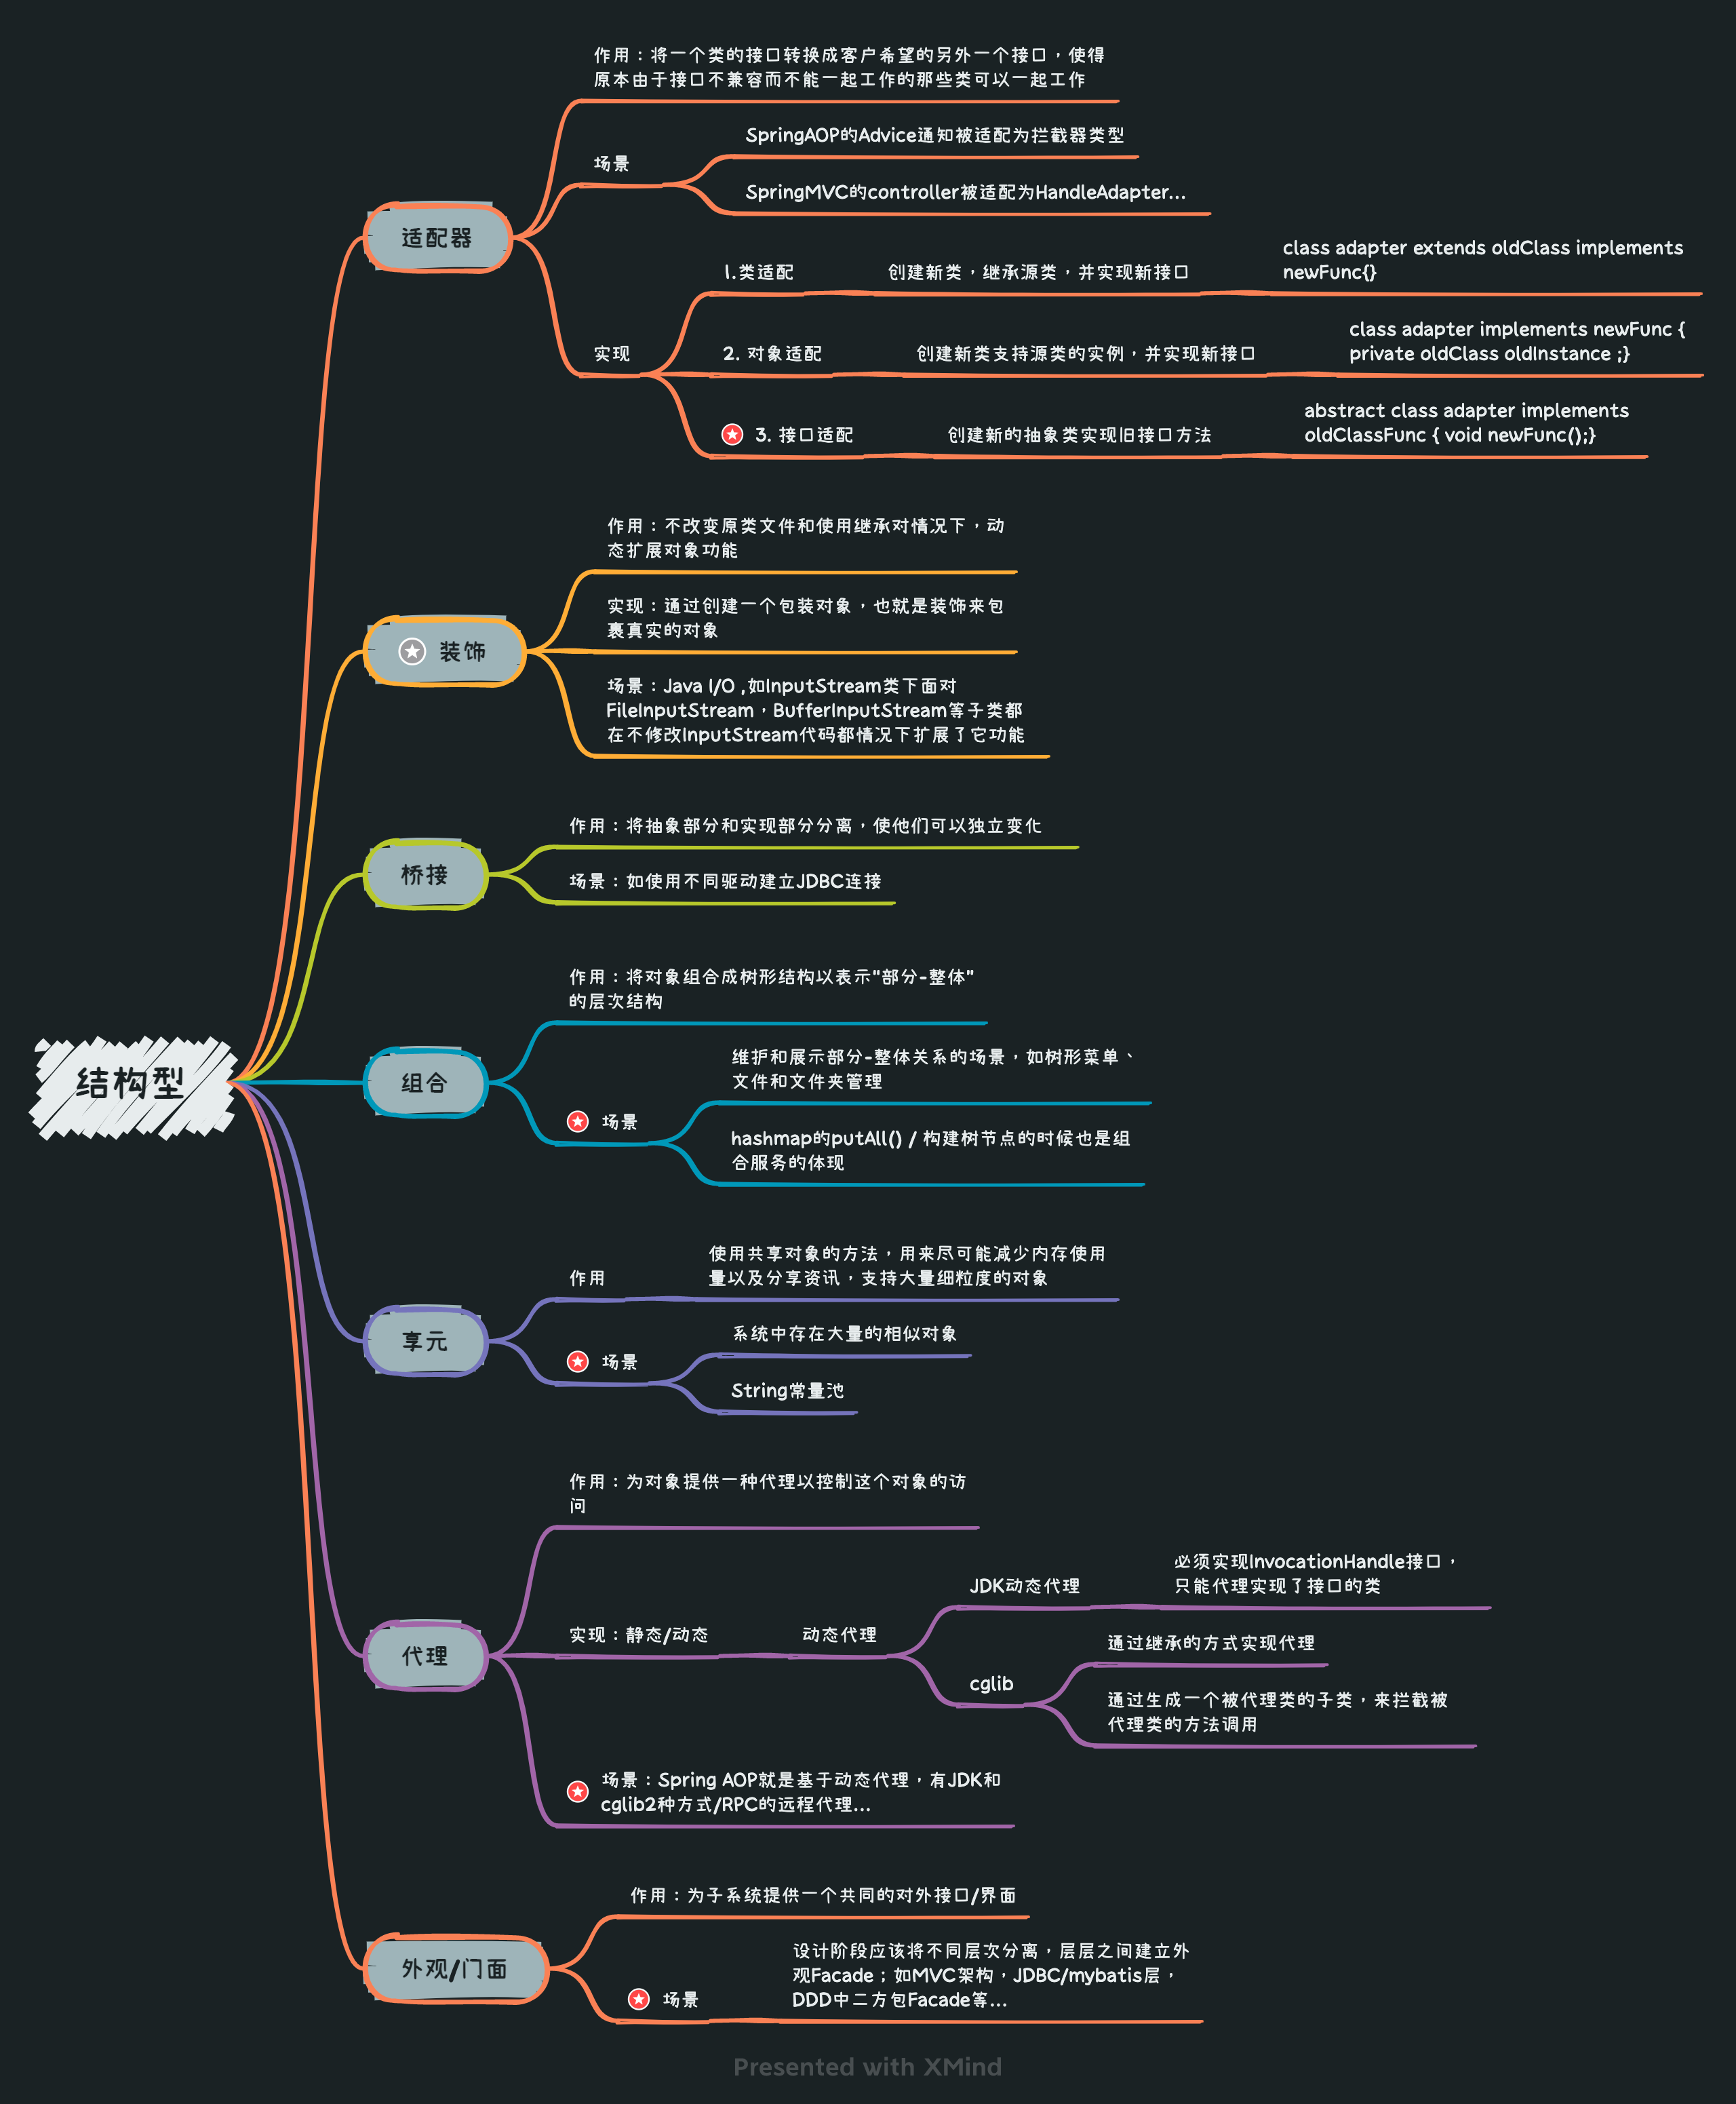 作用：将一个类的接口转换成客户希望的另外一个接口，使得
原本由于接口不兼容而不能一起工作的那些类可以一起工作
SpringAOP的Advice通知被适配为拦截器类型
场景
SpringMVC的controller被适配为HandleAdapter...
适配器
1.类适配
创建新类，继承源类，并实现新接口
class adapter extends oldClass implements
newFunc{}
实现
2. 对象适配
创建新类支持源类的实例，并实现新接口
class adapter implements newFunc {
private oldClass oldInstance ;}
3. 接口适配
创建新的抽象类实现旧接口方法
abstract class adapter implements
oldClassFunc { void newFunc();}
作用：不改变原类文件和使用继承对情况下，动
态扩展对象功能
实现：通过创建一个包装对象，也就是装饰来包
裹真实的对象
装饰
场景：Java I/O ,如InputStream类下面对
FileInputStream，BufferInputStream等子类都
在不修改InputStream代码都情况下扩展了它功能
作用：将抽象部分和实现部分分离，使他们可以独立变化
桥接
场景：如使用不同驱动建立JDBC连接
结构型
作用：将对象组合成树形结构以表示"部分-整体"
的层次结构
组合
维护和展示部分-整体关系的场景，如树形菜单、
文件和文件夹管理
场景
hashmap的putAll() / 构建树节点的时候也是组
合服务的体现
作用
使用共享对象的方法，用来尽可能减少内存使用
量以及分享资讯，支持大量细粒度的对象
享元
系统中存在大量的相似对象
场景
String常量池
作用：为对象提供一种代理以控制这个对象的访
问
代理
实现：静态/动态
动态代理
JDK动态代理
必须实现InvocationHandle接口，
只能代理实现了接口的类
cglib
通过继承的方式实现代理
通过生成一个被代理类的子类，来拦截被
代理类的方法调用
场景：Spring AOP就是基于动态代理，有JDK和
cglib2种方式/RPC的远程代理...
作用：为子系统提供一个共同的对外接口/界面
外观/门面
场景
设计阶段应该将不同层次分离，层层之间建立外
观Facade；如MVC架构，JDBC/mybatis层，
DDD中二方包Facade等...
Presented with XMind